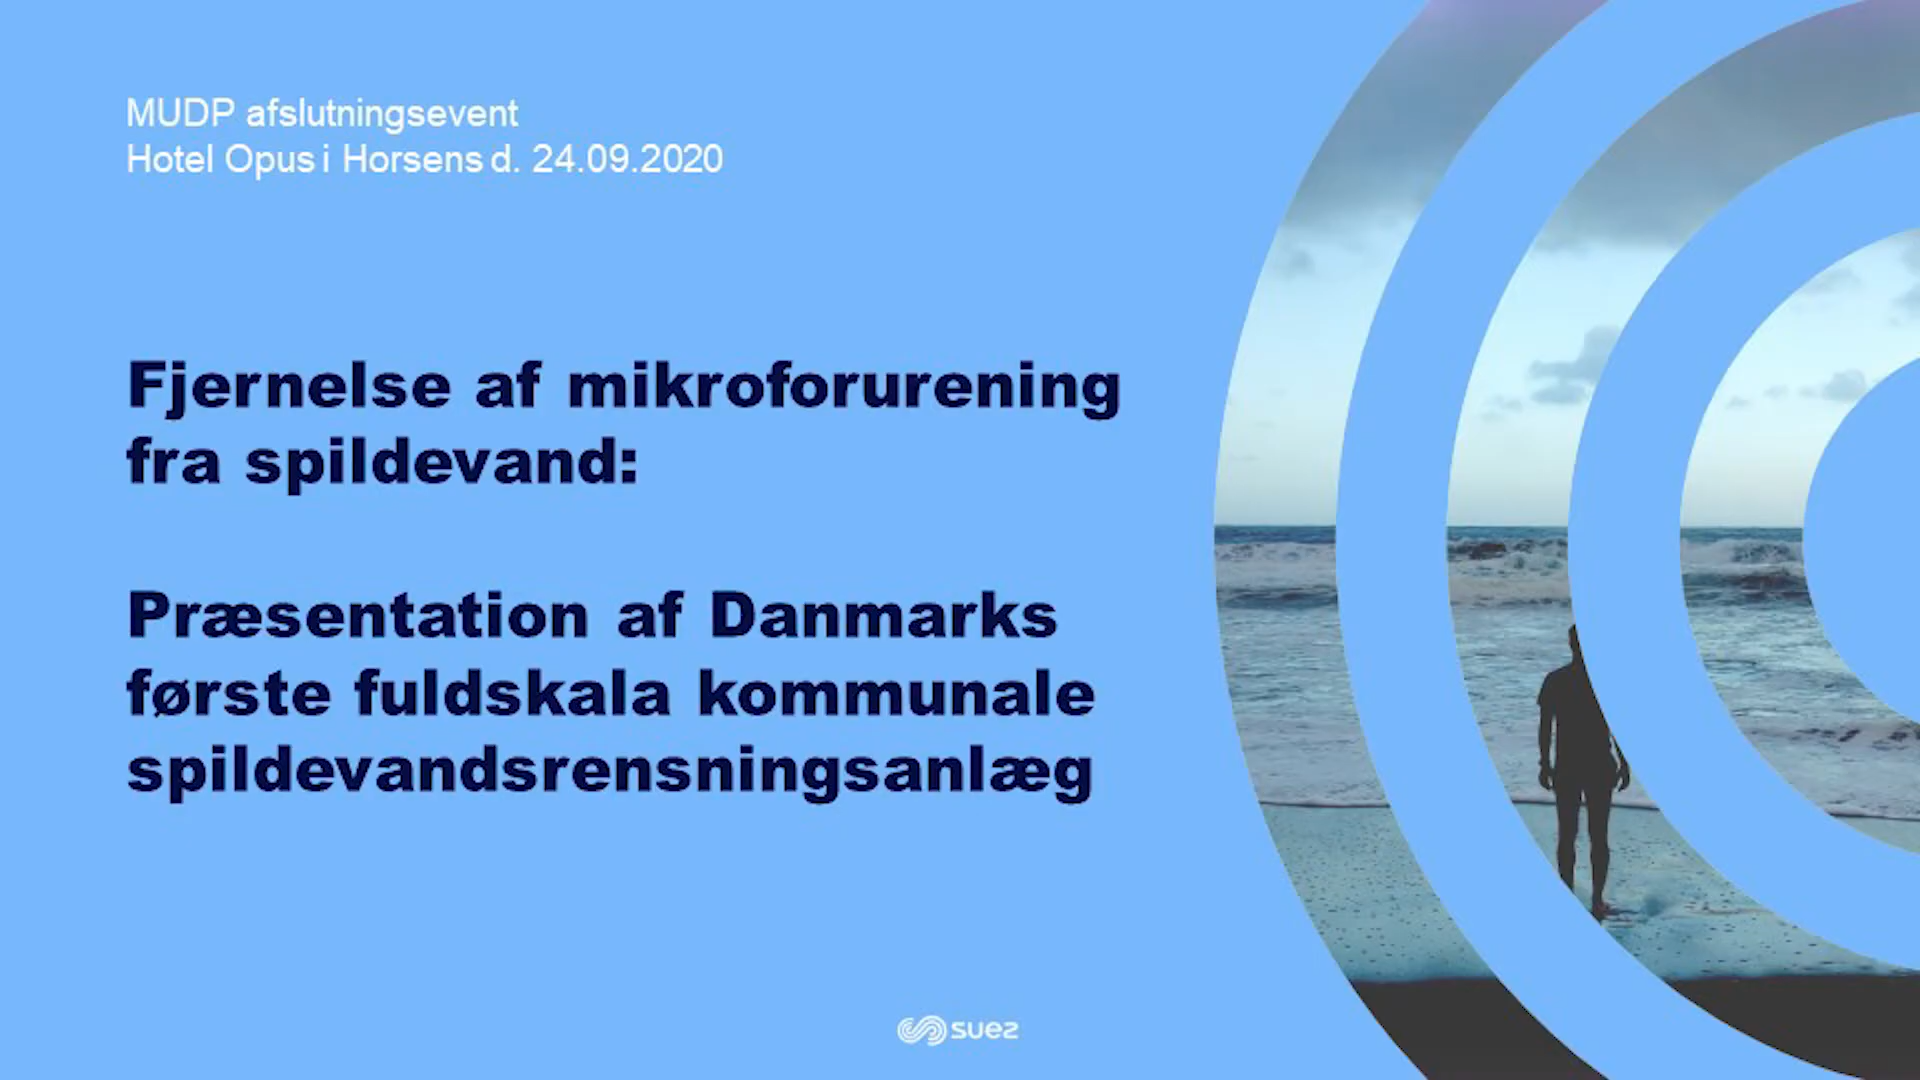 MUDP afslutningsevent
Hotel Opus i Horsens d. 24.09.2020
Fjernelse af mikroforurening
fra spildevand:
Præsentation af Danmarks
første fuldskala kommunale
spildevandsrensningsanlæg
suez